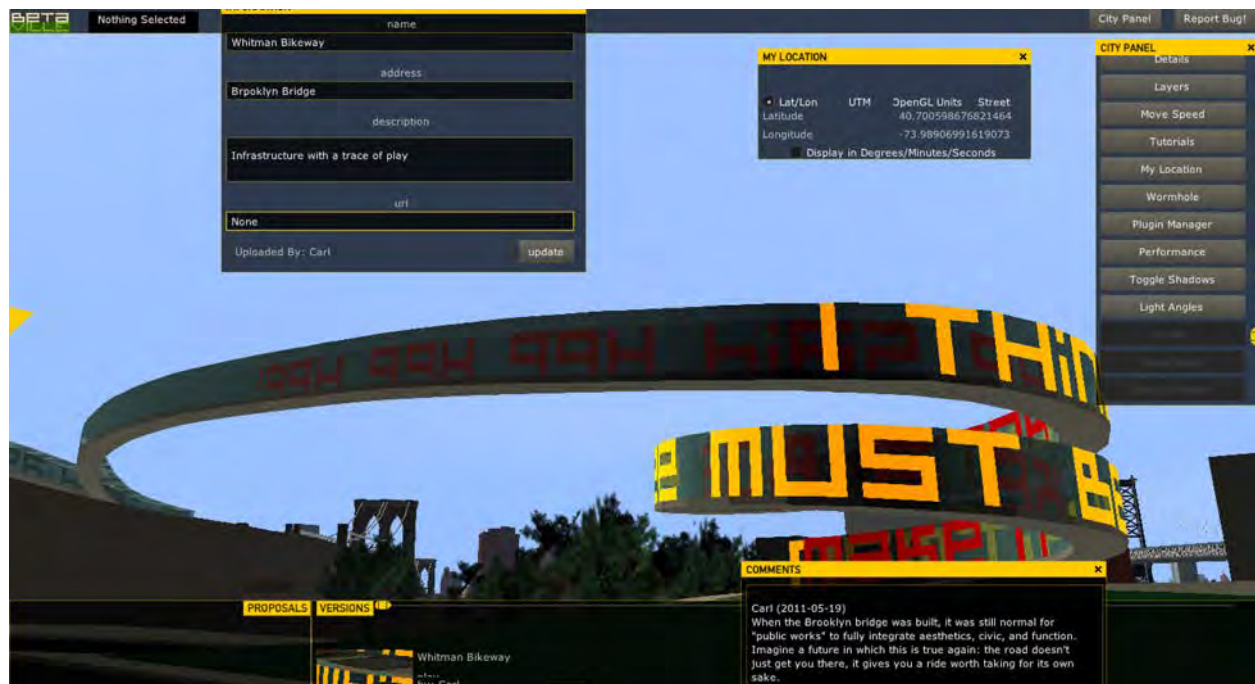 BETA
VILLE
Nothing Selected
City Panel
Report Bug!
name
Whitman Bikeway
address
Brpoklyn Bridge
description
Infrastructure with a trace of play
url
None
Uploaded By: Carl
update
MY LOCATION
Lat/Lon UTM OpenGL Units Street
Latitude 40.700598676821464
Longitude -73.98906991619073
Display in Degrees/Minutes/Seconds
CITY PANEL
Details
Layers
Move Speed
Tutorials
My Location
Wormhole
Plugin Manager
Performance
Toggle Shadows
Light Angles
I THin
mUST
make
PROPOSALS
VERSIONS
Whitman Bikeway
play
by: Carl
COMMENTS
Carl (2011-05-19)
When the Brooklyn bridge was built, it was still normal for
"public works" to fully integrate aesthetics, civic, and function.
Imagine a future in which this is true again: the road doesn't
just get you there, it gives you a ride worth taking for its own
sake.